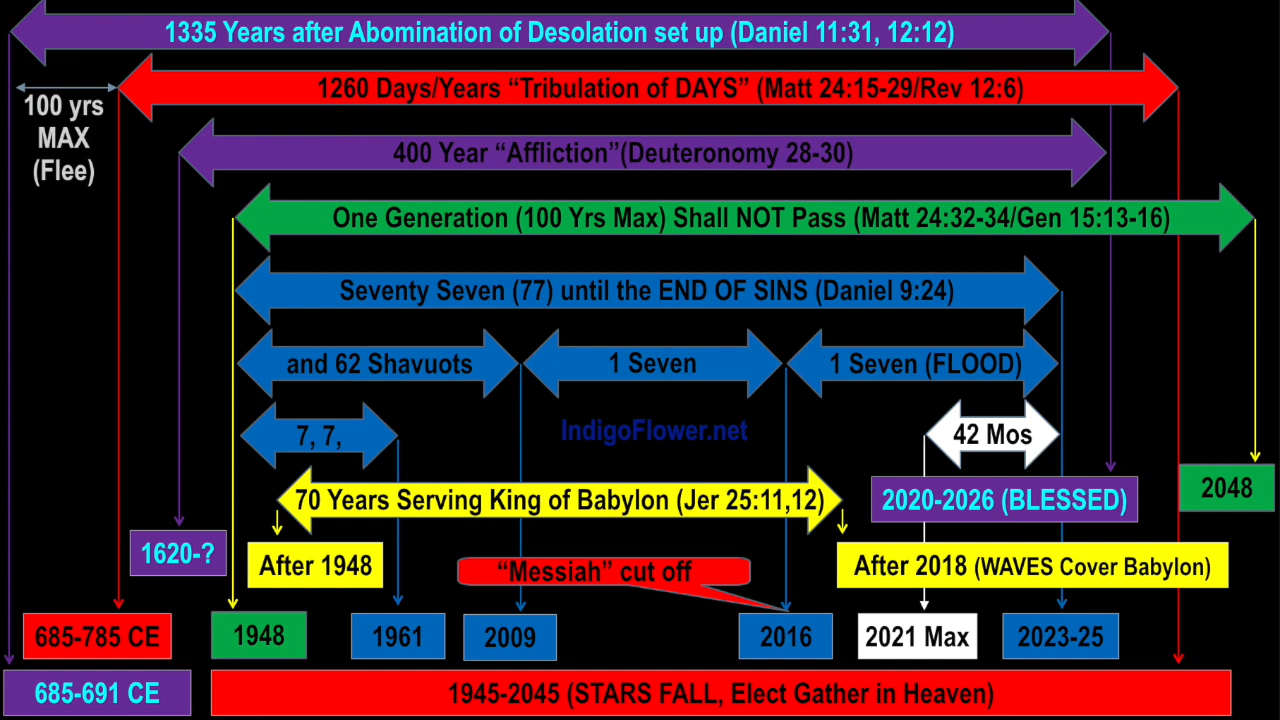 1335 Years after Abomination of Desolation set up (Daniel 11:31, 12:12)
1260 Days/Years “Tribulation of DAYS” (Matt 24:15-29/Rev 12:6)
100 yrs
MAX
(Flee)
400 Year “Affliction”(Deuteronomy 28-30)
One Generation (100 Yrs Max) Shall NOT Pass (Matt 24:32-34/Gen 15:13-16)
Seventy Seven (77) until the END OF SINS (Daniel 9:24)
and 62 Shavuots
1 Seven
1 Seven (FLOOD)
7, 7,
IndigoFlower.net
42 Mos
70 Years Serving King of Babylon (Jer 25:11,12)
2020-2026 (BLESSED)
2048
1620-?
After 1948
“Messiah” cut off
After 2018 (WAVES Cover Babylon)
685-785 CE
1948
1961
2009
2016
2021 Max
2023-25
685-691 CE
1945-2045 (STARS FALL, Elect Gather in Heaven)